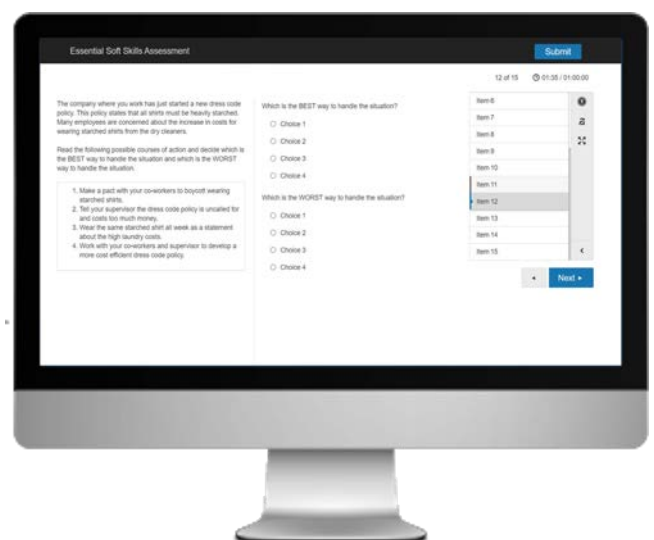 Essential Soft Skills Assessment
Submit
12 of 15
01:35 / 01:00:00
The company where you work has just started a new dress code
policy. This policy states that all shirts must be heavily starched.
Many employees are concerned about the increase in costs for
wearing starched shirts from the dry cleaners.
Read the following possible courses of action and decide which is
the BEST way to handle the situation and which is the WORST
way to handle the situation.
1. Make a pact with your co-workers to boycott wearing
starched shirts.
2. Tell your supervisor the dress code policy is uncalled for
and costs too much money.
3. Wear the same starched shirt all week as a statement
about the high laundry costs.
4. Work with your co-workers and supervisor to develop a
more cost efficient dress code policy.
Which is the BEST way to handle the situation?
Choice 1
Choice 2
Choice 3
Choice 4
Which is the WORST way to handle the situation?
Choice 1
Choice 2
Choice 3
Choice 4
Item 6
Item 7
Item 8
Item 9
Item 10
Item 11
Item 12
Item 13
Item 14
Item 15
Next